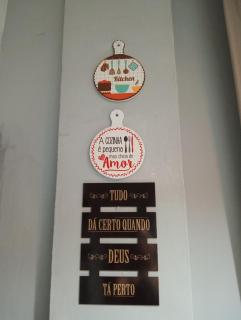 Kitchen
A COZINHA
é pequena
mas cheia de
Amor
TUDO
DÁ CERTO QUANDO
DEUS
TÁ PERTO